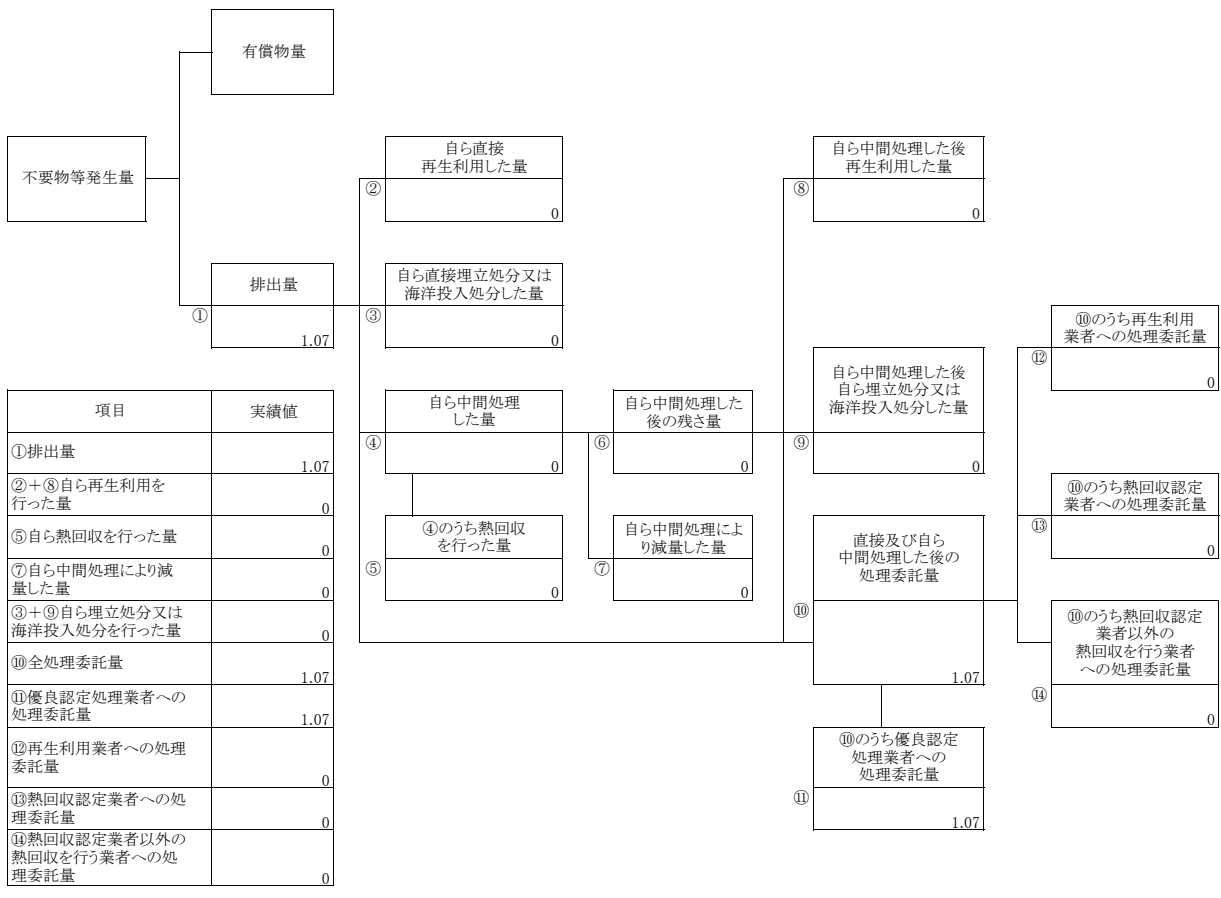 有償物量
不要物等発生量
自ら直接
再生利用した量
②
0
自ら中間処理した後
再生利用した量
⑧
0
排出量
①
1.07
自ら直接埋立処分又は
海洋投入処分した量
③
0
⑩のうち再生利用
業者への処理委託量
⑫
0
自ら中間処理
した量
④
0
自ら中間処理した
後の残さ量
⑥
0
自ら中間処理した後
自ら埋立処分又は
海洋投入処分した量
⑨
0
⑩のうち熱回収認定
業者への処理委託量
⑬
0
④のうち熱回収
を行った量
⑤
0
自ら中間処理によ
り減量した量
⑦
0
直接及び自ら
中間処理した後の
処理委託量
⑩
1.07
⑩のうち熱回収認定
業者以外の
熱回収を行う業者
への処理委託量
⑭
0
⑩のうち優良認定
処理業者への
処理委託量
⑪
1.07
項目 実績値
①排出量
1.07
②＋⑧自ら再生利用を
行った量
0
⑤自ら熱回収を行った量
0
⑦自ら中間処理により減
量した量
0
③＋⑨自ら埋立処分又は
海洋投入処分を行った量
0
⑩全処理委託量
1.07
⑪優良認定処理業者への
処理委託量
1.07
⑫再生利用業者への処理
委託量
0
⑬熱回収認定業者への処
理委託量
0
⑭熱回収認定業者以外の
熱回収を行う業者への処
理委託量
0